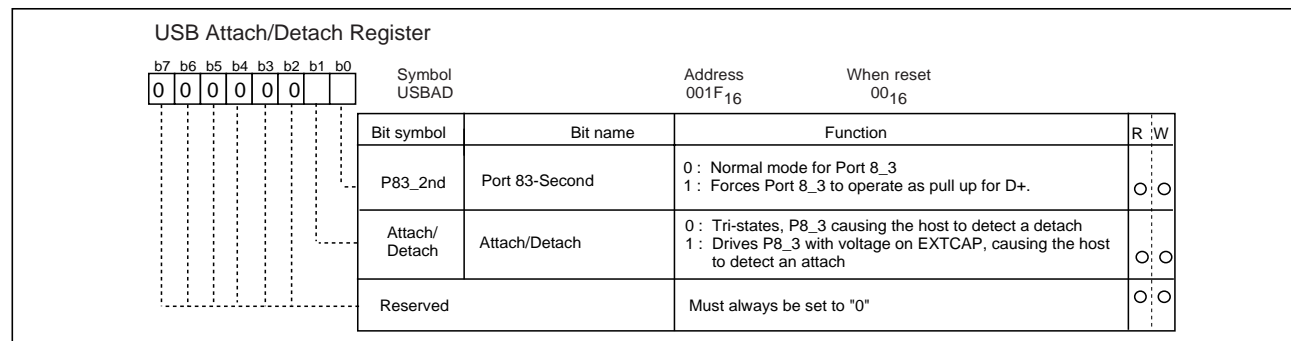 USB Attach/Detach Register
b7 b6 b5 b4 b3 b2 b1 b0
0 0 0 0 0 0
Symbol Address When reset
USBAD 001F16 0016
Bit symbol Bit name Function R W
P83_2nd Port 83-Second 0 : Normal mode for Port 8_3
1 : Forces Port 8_3 to operate as pull up for D+.
Attach/Detach Attach/Detach 0 : Tri-states, P8_3 causing the host to detect a detach
1 : Drives P8_3 with voltage on EXTCAP, causing the host
to detect an attach
Reserved Must always be set to "0"